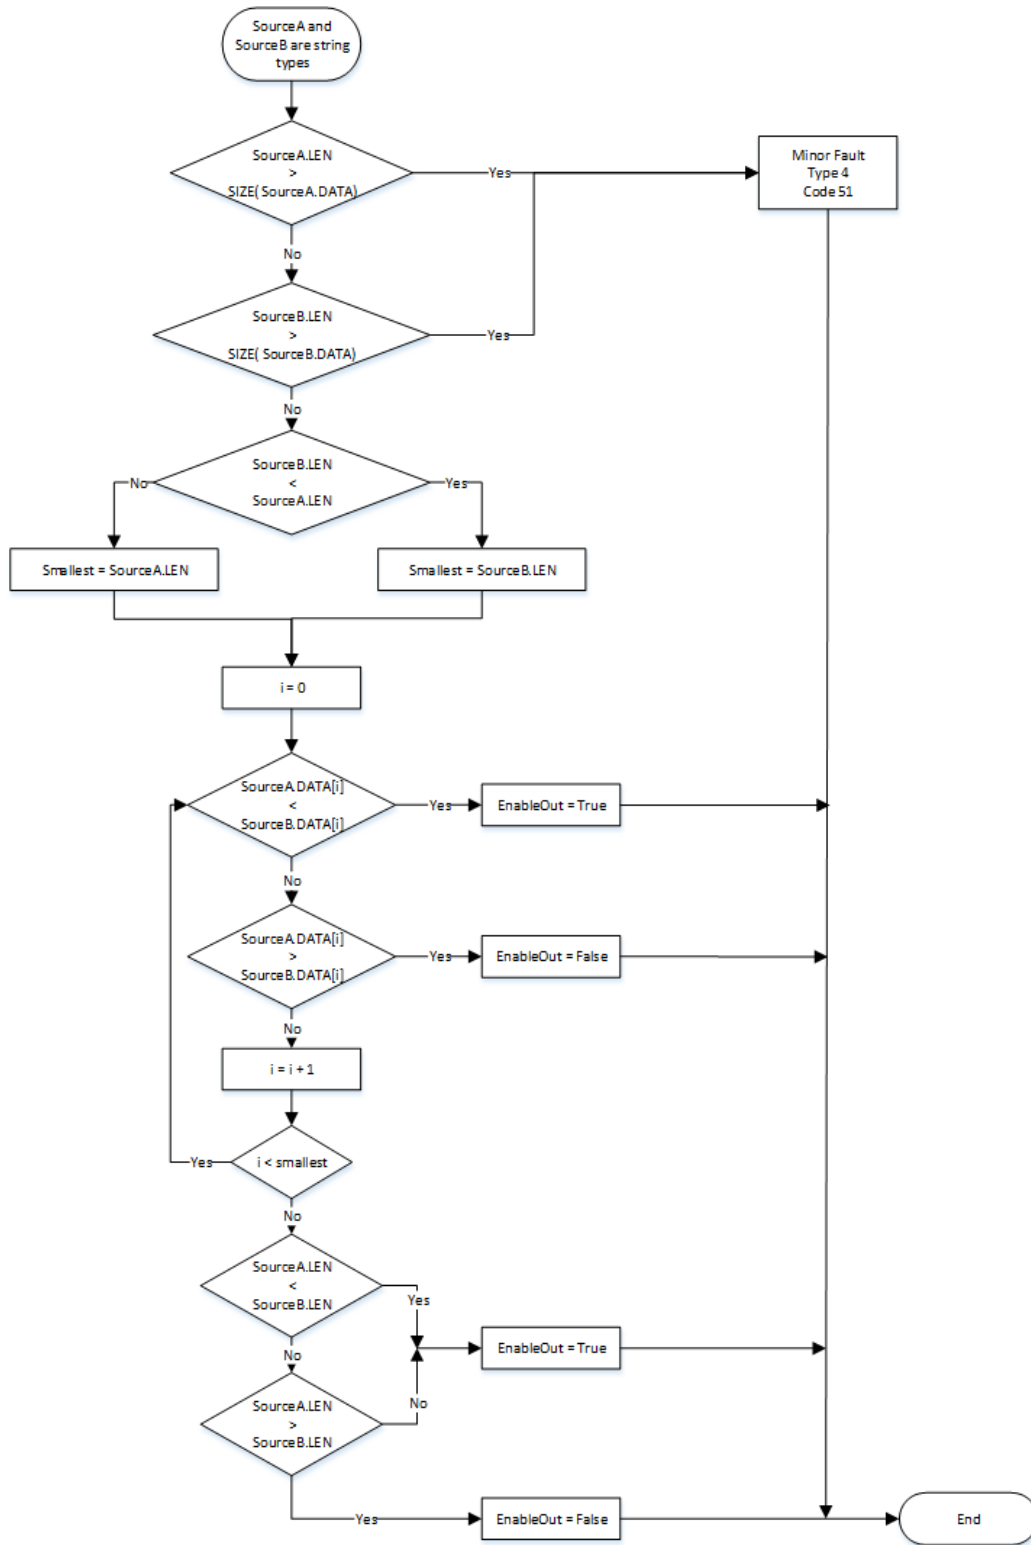 SourceA and
SourceB are string
types
SourceA.LEN
>
SIZE( SourceA.DATA)
Yes
Minor Fault
Type 4
Code 51
No
SourceB.LEN
>
SIZE( SourceB.DATA)
Yes
No
SourceB.LEN
<
SourceA.LEN
No
Yes
Smallest = SourceA.LEN
Smallest = SourceB.LEN
i = 0
SourceA.DATA[i]
<
SourceB.DATA[i]
Yes
EnableOut = True
No
SourceA.DATA[i]
>
SourceB.DATA[i]
Yes
EnableOut = False
No
i = i + 1
i < smallest
Yes
No
SourceA.LEN
<
SourceB.LEN
Yes
EnableOut = True
No
SourceA.LEN
>
SourceB.LEN
No
Yes
EnableOut = False
End